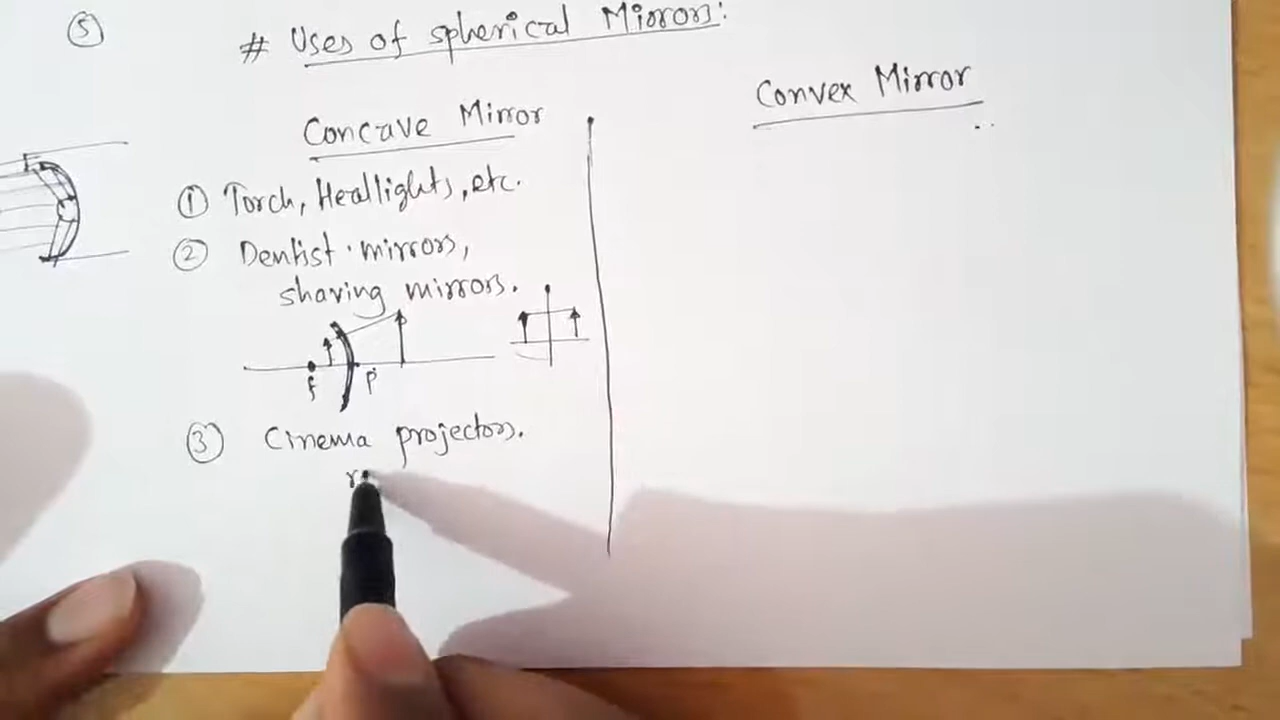 ⑤
# Uses of spherical Mirrors:
Concave Mirror
① Torch, Heallights, etc.
② Dentist mirrors,
shaving mirrors.
f P
③ Cinema projectors.
Convex Mirror